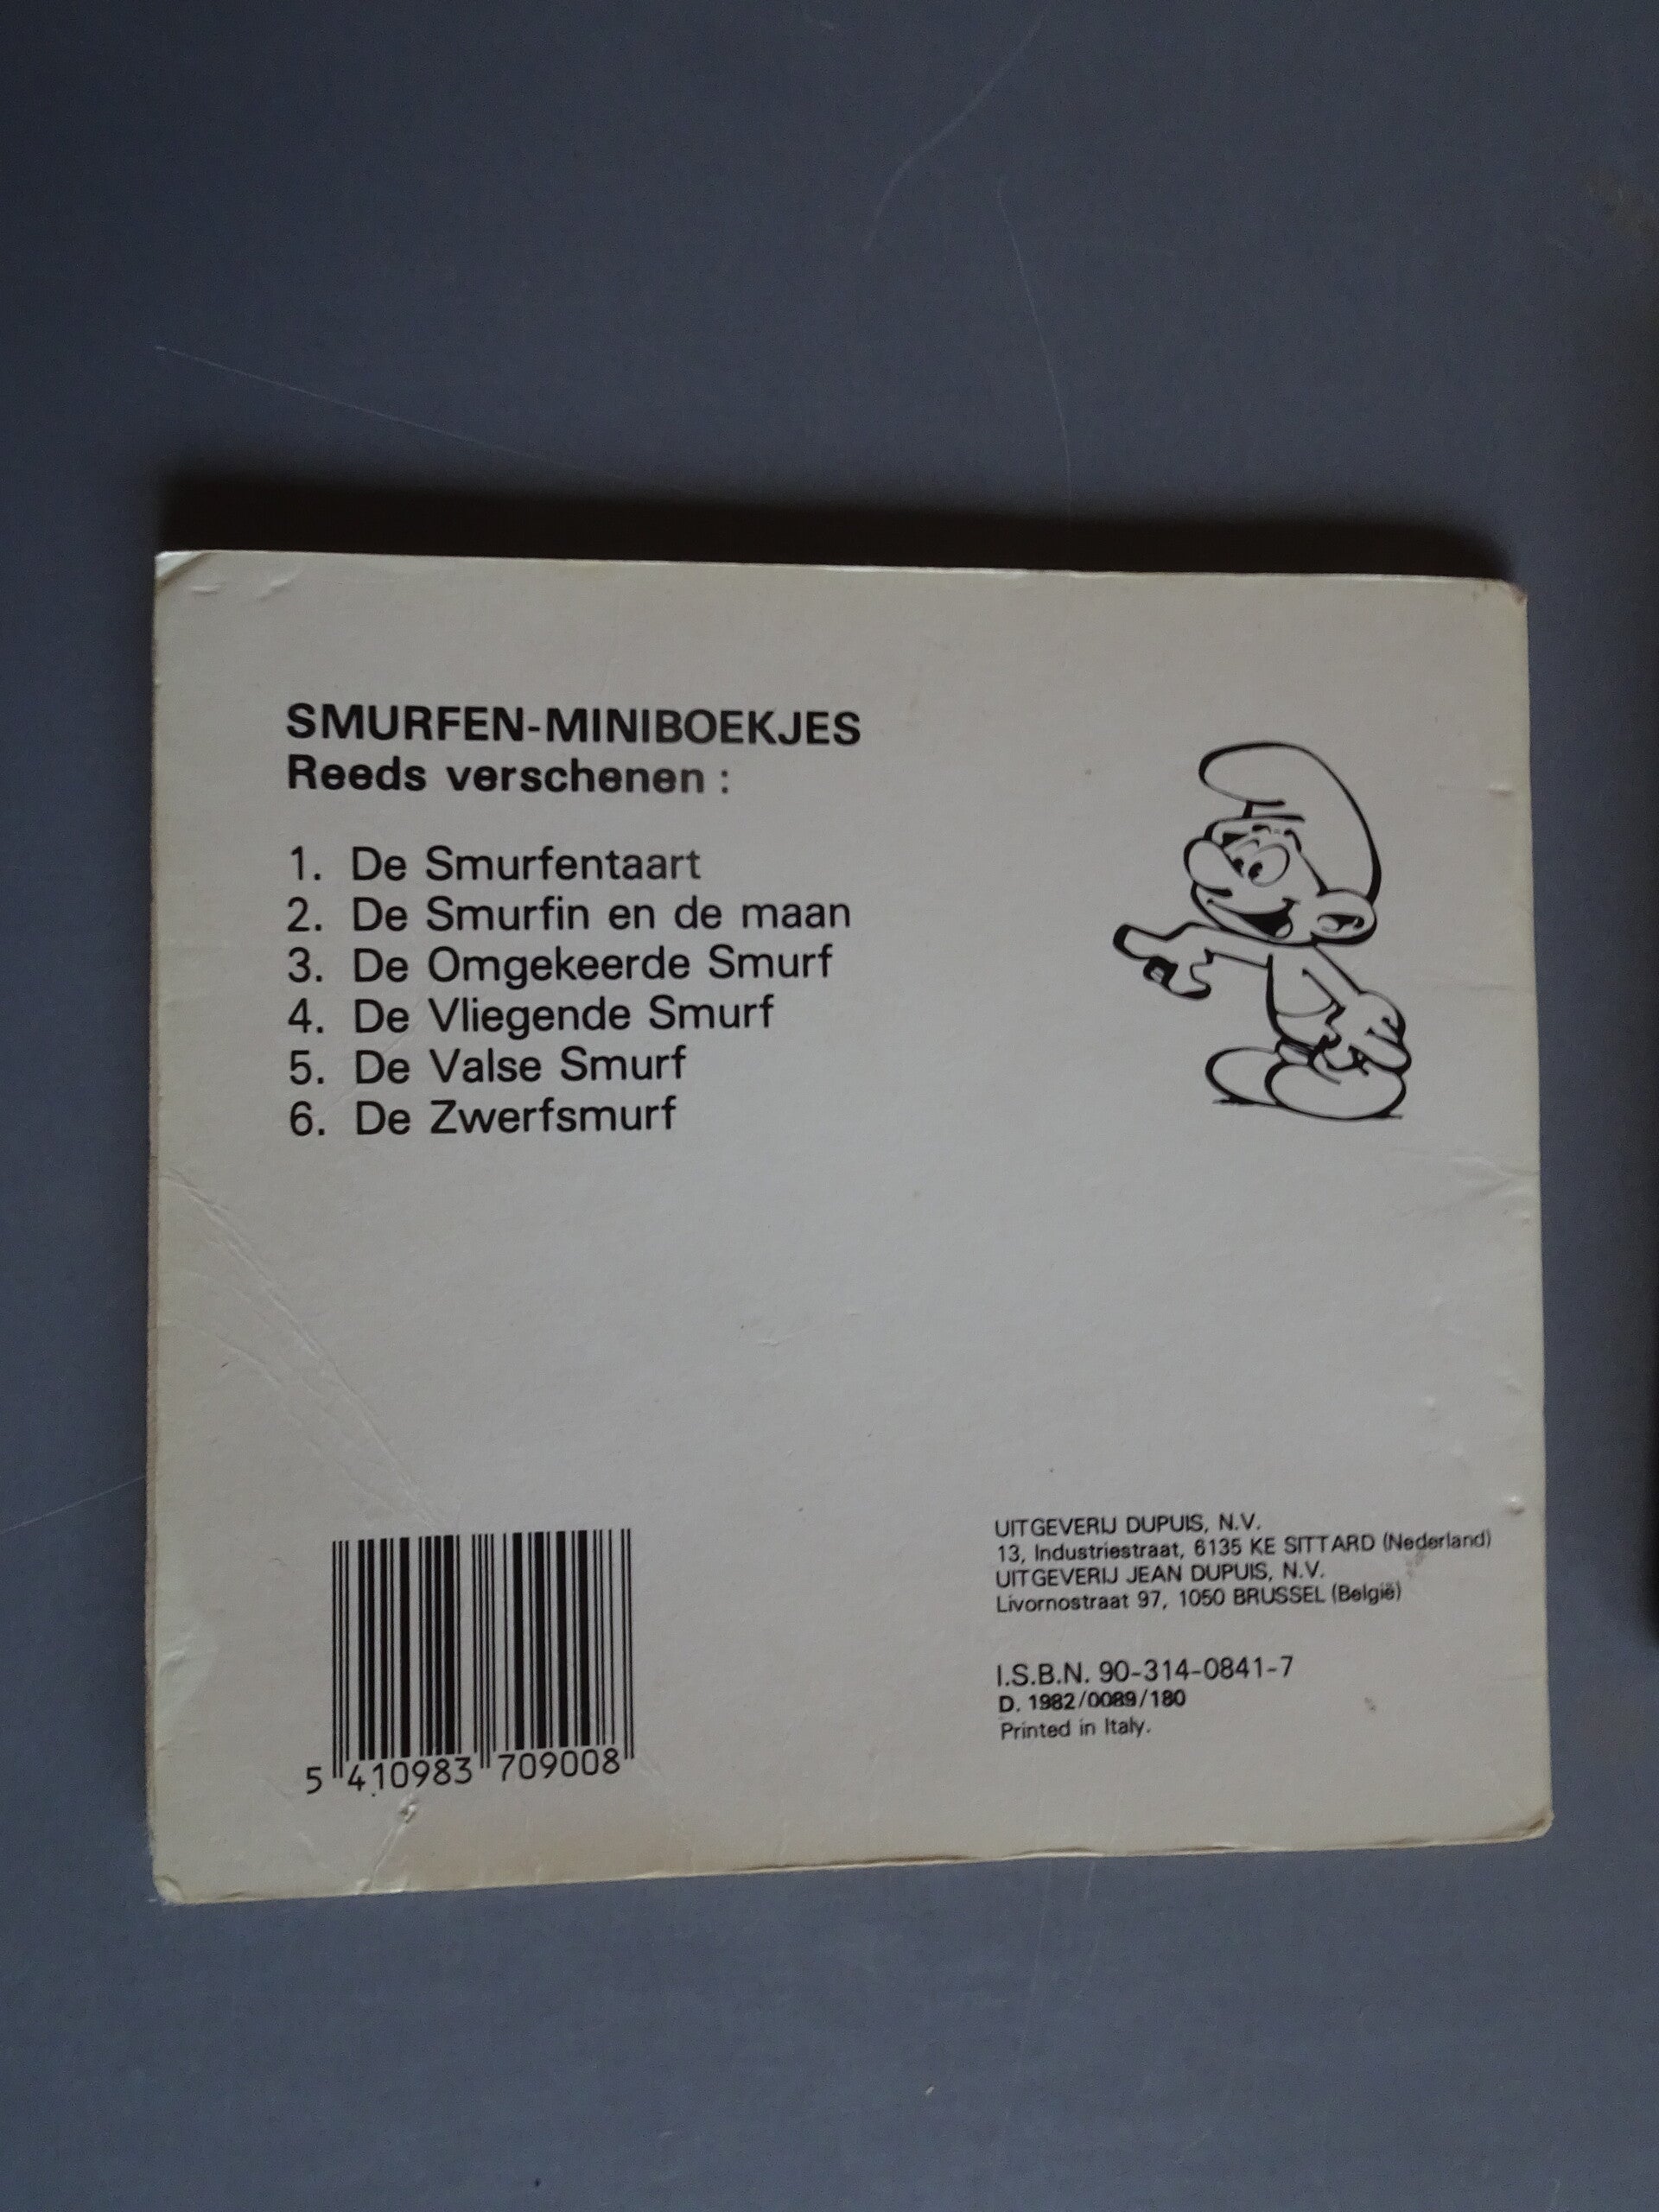 SMURFEN-MINIBOEKJES
Reeds verschenen :
1. De Smurfentaart
2. De Smurfin en de maan
3. De Omgekeerde Smurf
4. De Vliegende Smurf
5. De Valse Smurf
6. De Zwerfsmurf
UITGEVERIJ DUPUIS, N.V.
13, Industriestraat, 6135 KE SITTARD (Nederland)
UITGEVERIJ JEAN DUPUIS, N.V.
Livornostraat 97, 1050 BRUSSEL (België)
I.S.B.N. 90-314-0841-7
D. 1982/0089/180
Printed in Italy.
5 410983 709008